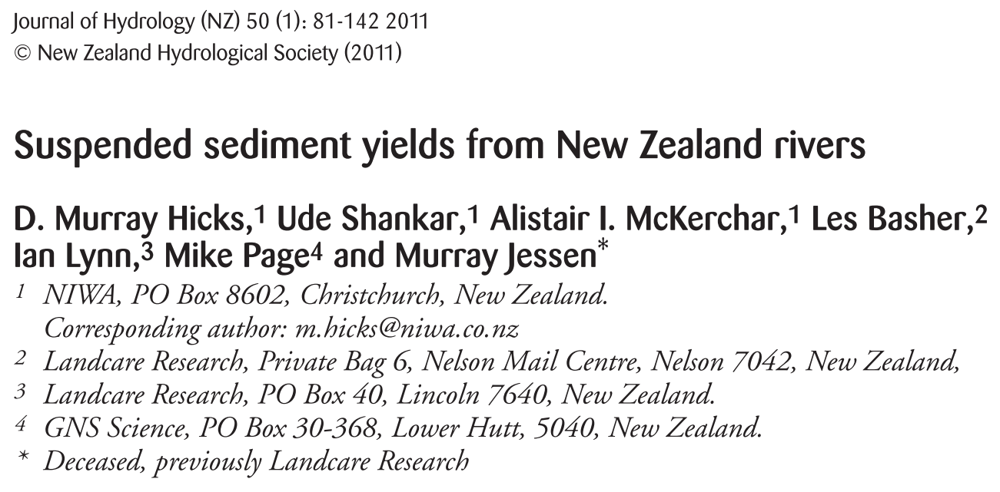 Journal of Hydrology (NZ) 50 (1): 81-142 2011
© New Zealand Hydrological Society (2011)
Suspended sediment yields from New Zealand rivers
D. Murray Hicks,1 Ude Shankar,1 Alistair I. McKerchar,1 Les Basher,2
Ian Lynn,3 Mike Page4 and Murray Jessen*
1 NIWA, PO Box 8602, Christchurch, New Zealand.
Corresponding author: m.hicks@niwa.co.nz
2 Landcare Research, Private Bag 6, Nelson Mail Centre, Nelson 7042, New Zealand,
3 Landcare Research, PO Box 40, Lincoln 7640, New Zealand.
4 GNS Science, PO Box 30-368, Lower Hutt, 5040, New Zealand.
* Deceased, previously Landcare Research